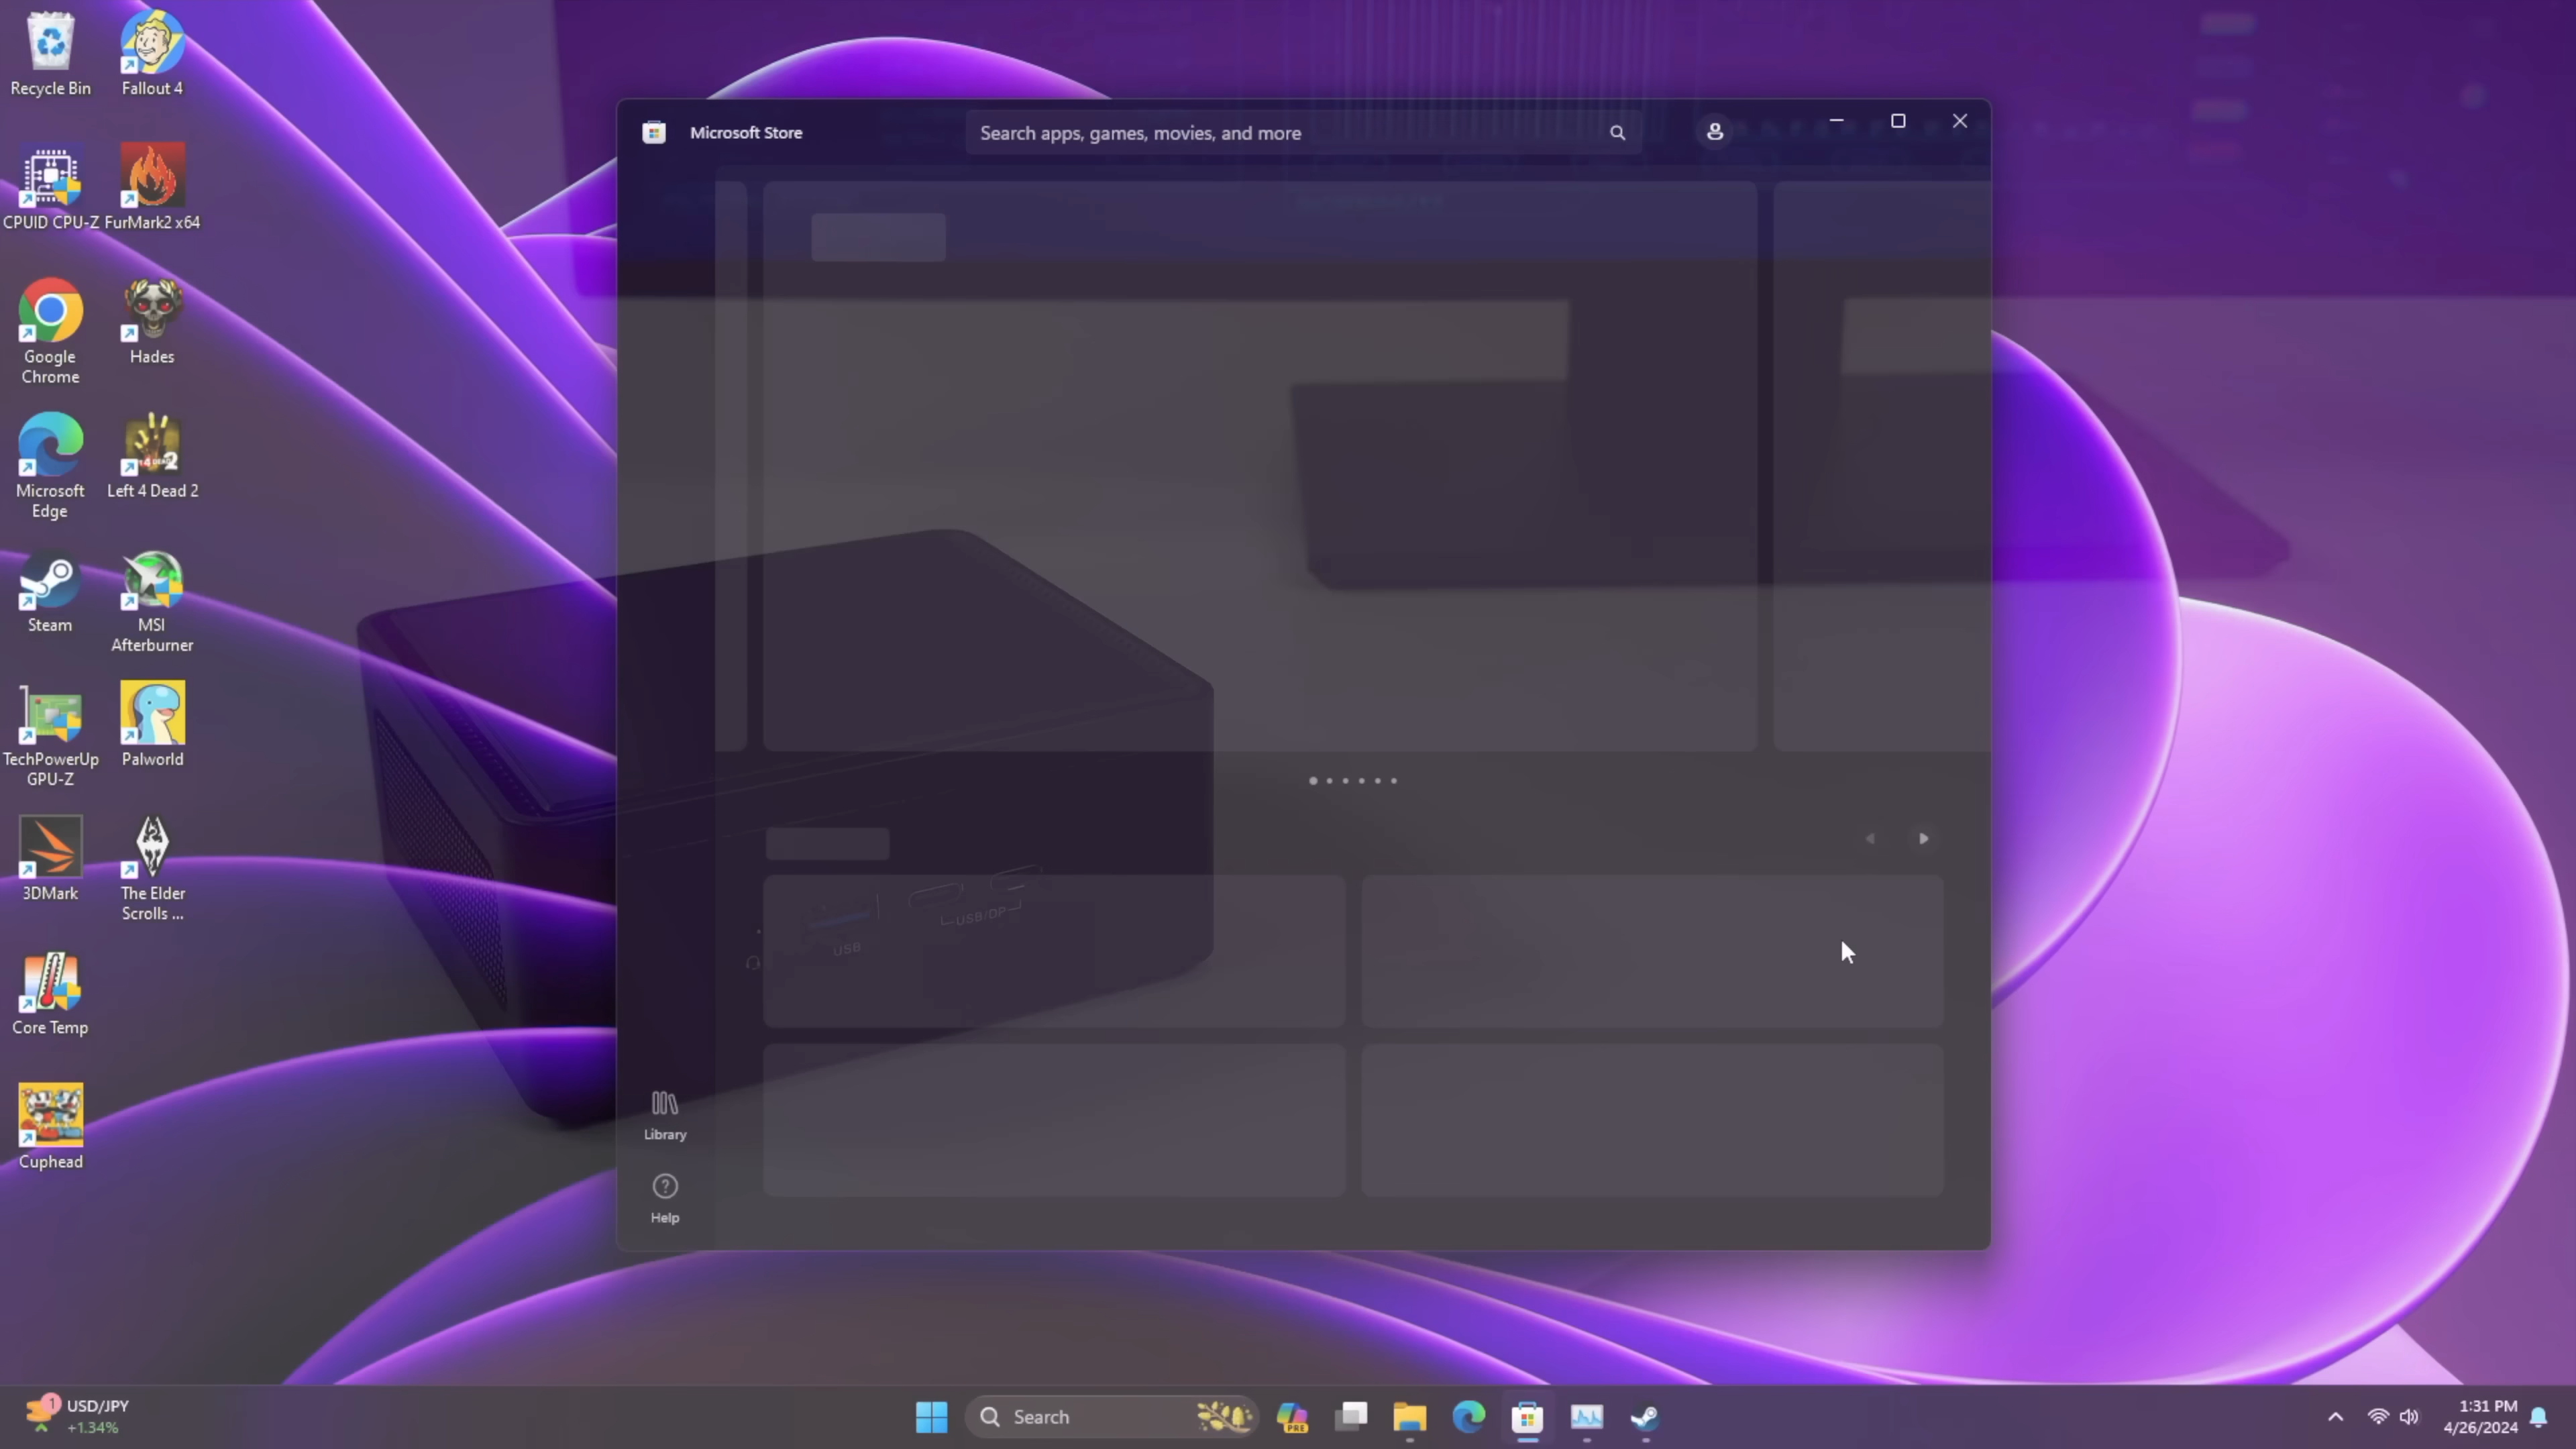 Recycle Bin
Fallout 4
CPUID CPU-Z
FurMark2 x64
Google
Chrome
Hades
Microsoft
Edge
Left 4 Dead 2
Steam
MSI
Afterburner
TechPowerUp
GPU-Z
Palworld
3DMark
The Elder
Scrolls ...
Core Temp
Cuphead
Microsoft Store
Search apps, games, movies, and more
USB
USB/DP
Library
Help
1
USD/JPY
+1.34%
Search
PRE
1:31 PM
4/26/2024